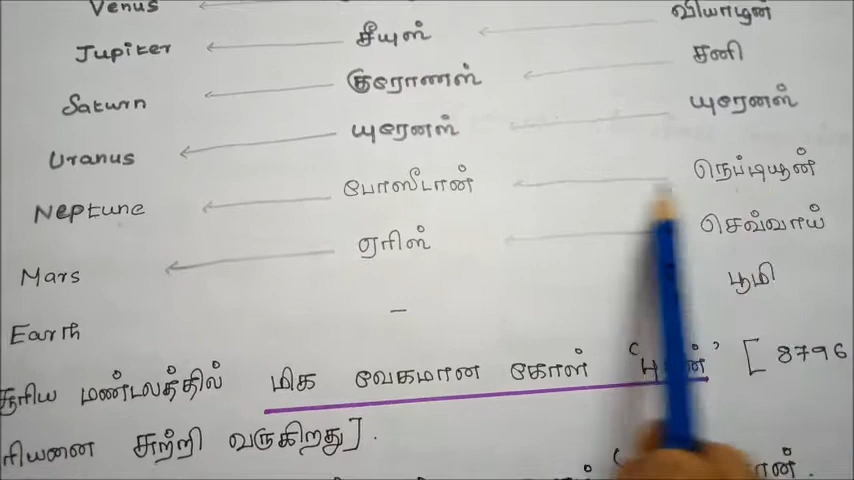 Venus வியாழன்
Jupiter சீயுஸ் சனி
Saturn குரோணஸ் யுரேனஸ்
Uranus யுரேனஸ் நெப்டியூன்
Neptune போஸீடான் செவ்வாய்
Mars ஏரிஸ் பூமி
Earth –
சூரிய மண்டலத்தில் மிக வேகமான கோள் [ 8796
ரியனை சுற்றி வருகிறது].